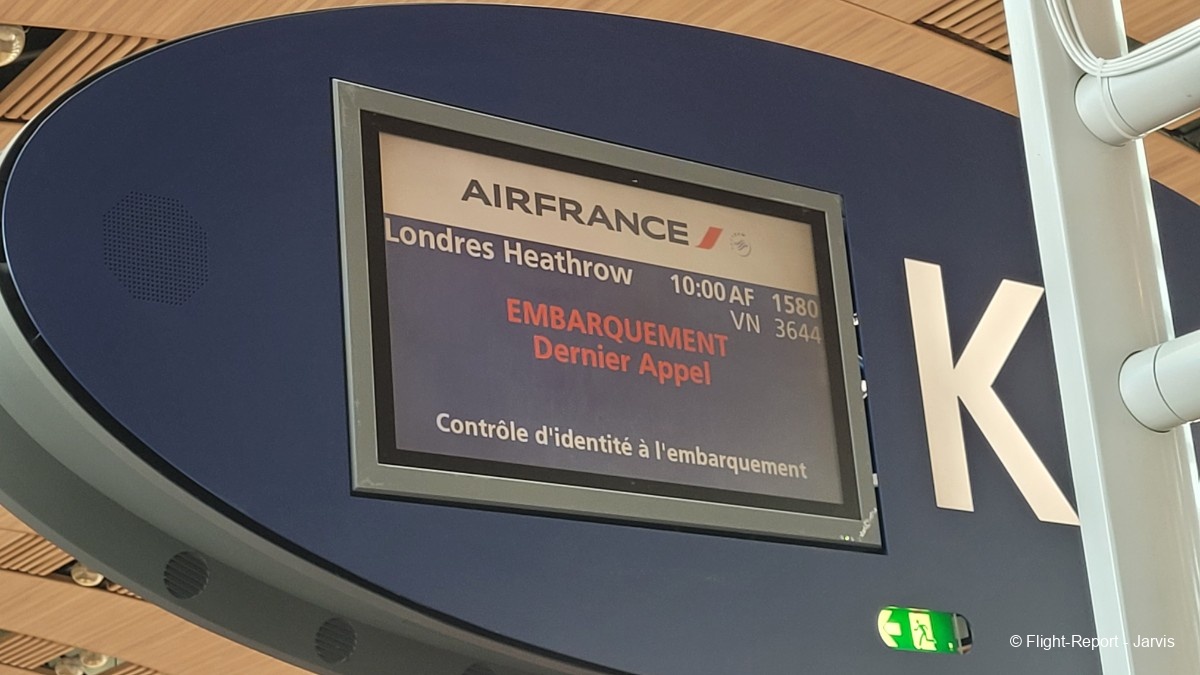 AIRFRANCE
Londres Heathrow 10:00 AF 1580
VN 3644
EMBARQUEMENT
Dernier Appel
Contrôle d'identité à l'embarquement
K
© Flight-Report - Jarvis